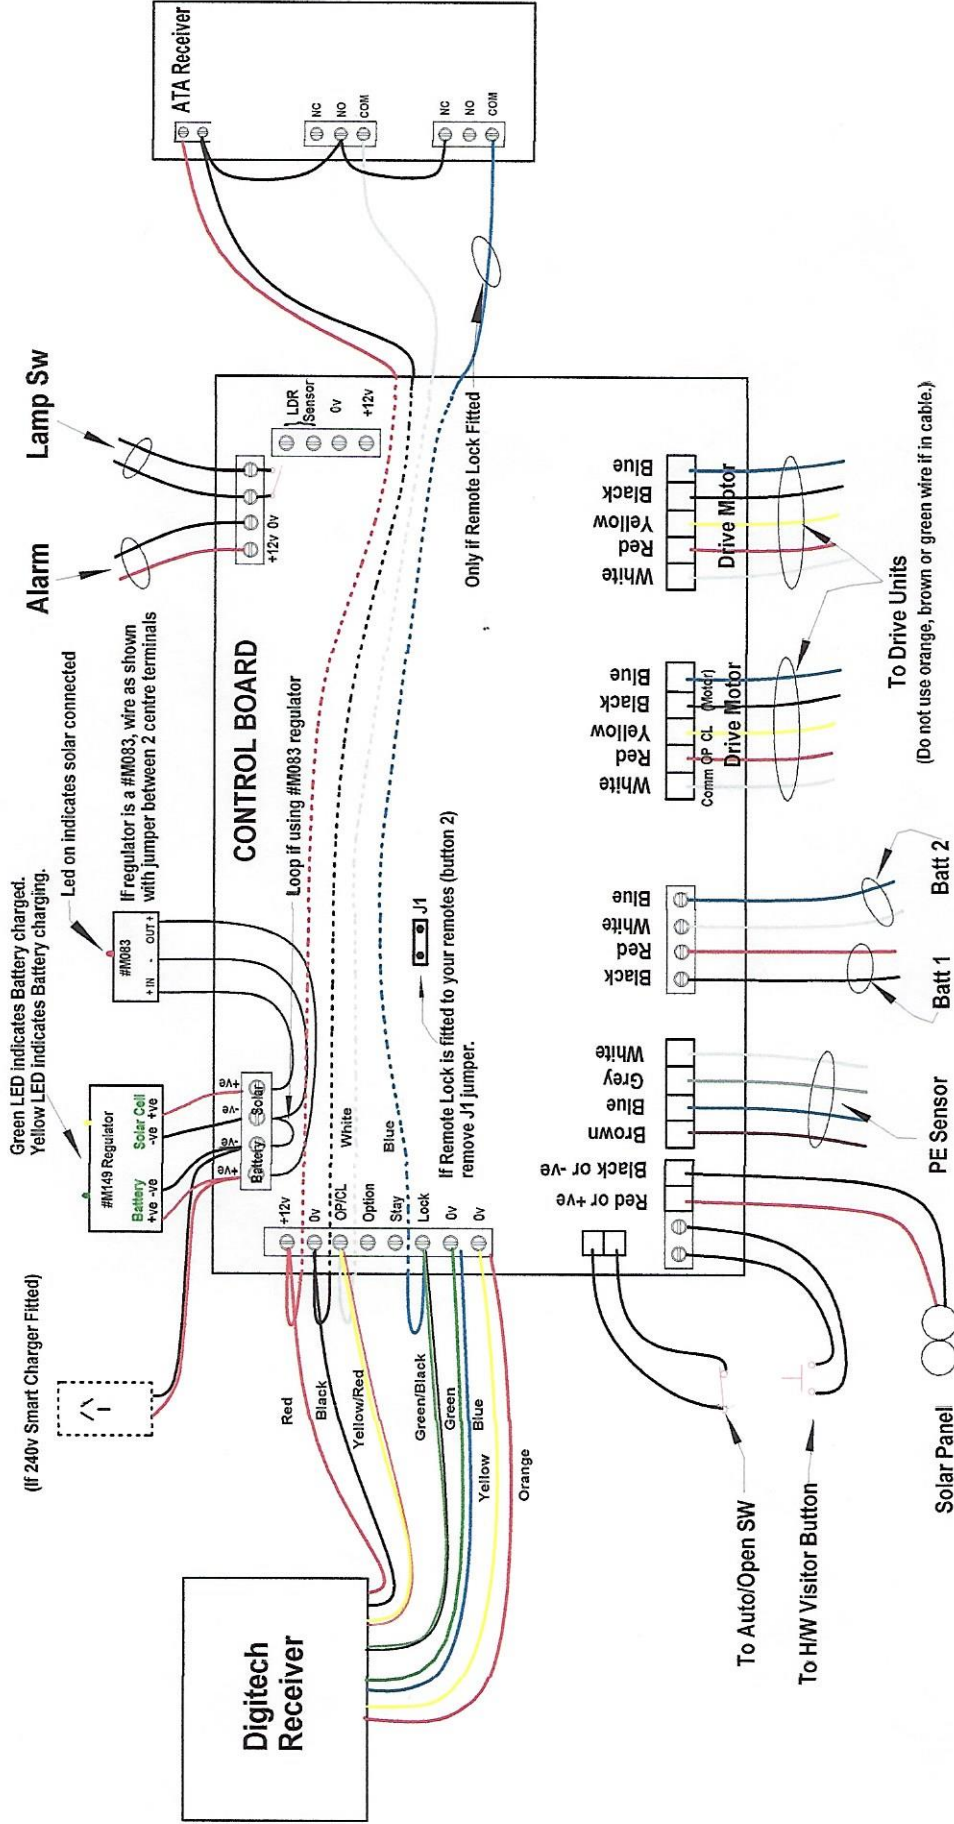 (If 240v Smart Charger Fitted)
Green LED indicates Battery charged.
Yellow LED indicates Battery charging.
Led on indicates solar connected
If regulator is a #M083, wire as shown
with jumper between 2 centre terminals
Alarm
Lamp Sw
#M149 Regulator
Battery Solar Cell
+ve -ve -ve +ve
#M083
+ IN - OUT +
ATA Receiver
NC
NO
COM
NC
NO
COM
+ve -ve -ve +ve
Battery Solar
Loop if using #M083 regulator
CONTROL BOARD
+12v 0v
LDR
Sensor
0v
+12v
Digitech
Receiver
Red
Black
Yellow/Red
Green/Black
Green
Blue
Yellow
Orange
+12v
0v
OP/CL
Option
Stay
Lock
0v
0v
White
Blue
If Remote Lock is fitted to your remotes (button 2)
remove J1 jumper.
J1
Only if Remote Lock Fitted
Red or +ve
Black or -ve
Brown
Blue
Grey
White
Black
Red
White
Blue
White
Red
Yellow
Black
Blue
Comm OP CL (Motor)
Drive Motor
White
Red
Yellow
Black
Blue
Drive Motor
To Auto/Open SW
To H/W Visitor Button
Solar Panel
PE Sensor
Batt 1
Batt 2
To Drive Units
(Do not use orange, brown or green wire if in cable.)